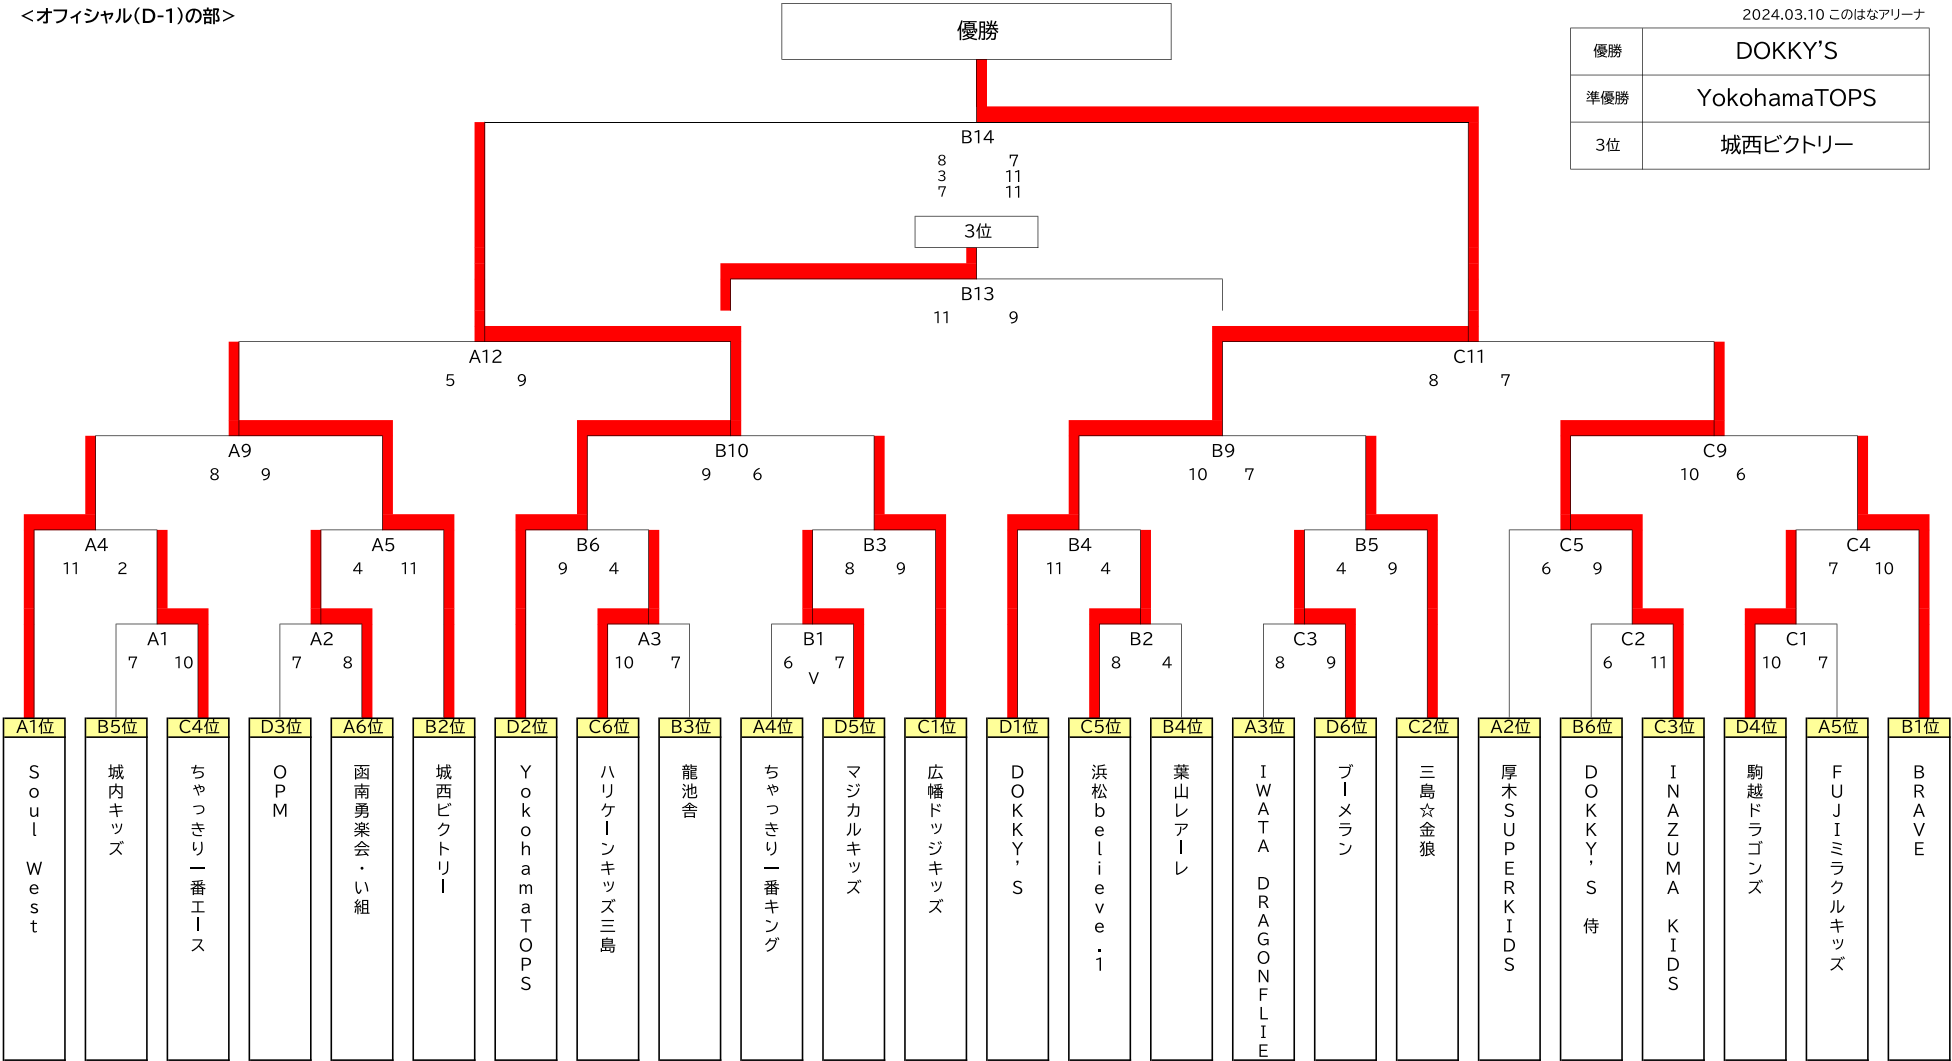 ＜オフィシャル（D-1）の部＞
2024.03.10 このはなアリーナ
優勝
優勝 DOKKY’S
準優勝 YokohamaTOPS
3位 城西ビクトリー
B14
8 7
3 11
7 11
3位
B13
11 9
A12 C11
5 9 8 7
A9 B10 B9 C9
8 9 9 6 10 7 10 6
A4 A5 B6 B3 B4 B5 C5 C4
11 2 4 11 9 4 8 9 11 4 4 9 6 9 7 10
A1 A2 A3 B1 B2 C3 C2 C1
7 10 7 8 10 7 6 7 8 4 8 9 6 11 10 7
V
A1位 B5位 C4位 D3位 A6位 B2位 D2位 C6位 B3位 A4位 D5位 C1位 D1位 C5位 B4位 A3位 D6位 C2位 A2位 B6位 C3位 D4位 A5位 B1位
Soul West
城内キッズ
ちゃっきり一番エース
OPM
函南勇楽会・い組
城西ビクトリー
YokohamaTOPS
ハリケーンキッズ三島
龍池舎
ちゃっきり一番キング
マジカルキッズ
広幡ドッジキッズ
DOKKY’S
浜松believe.1
葉山レアーレ
IWATA DRAGONFLIE
ブーメラン
三島☆金狼
厚木SUPERKIDS
DOKKY’S 侍
INAZUMA KIDS
駒越ドラゴンズ
FUJIミラクルキッズ
BRAVE